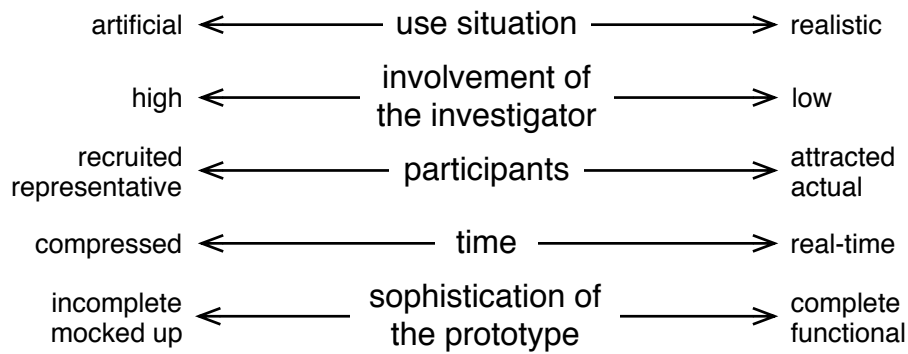 artificial use situation realistic
involvement of
high low
the investigator
recruited attracted
participants
representative actual
compressed time real-time
incomplete sophistication of complete
mocked up the prototype functional